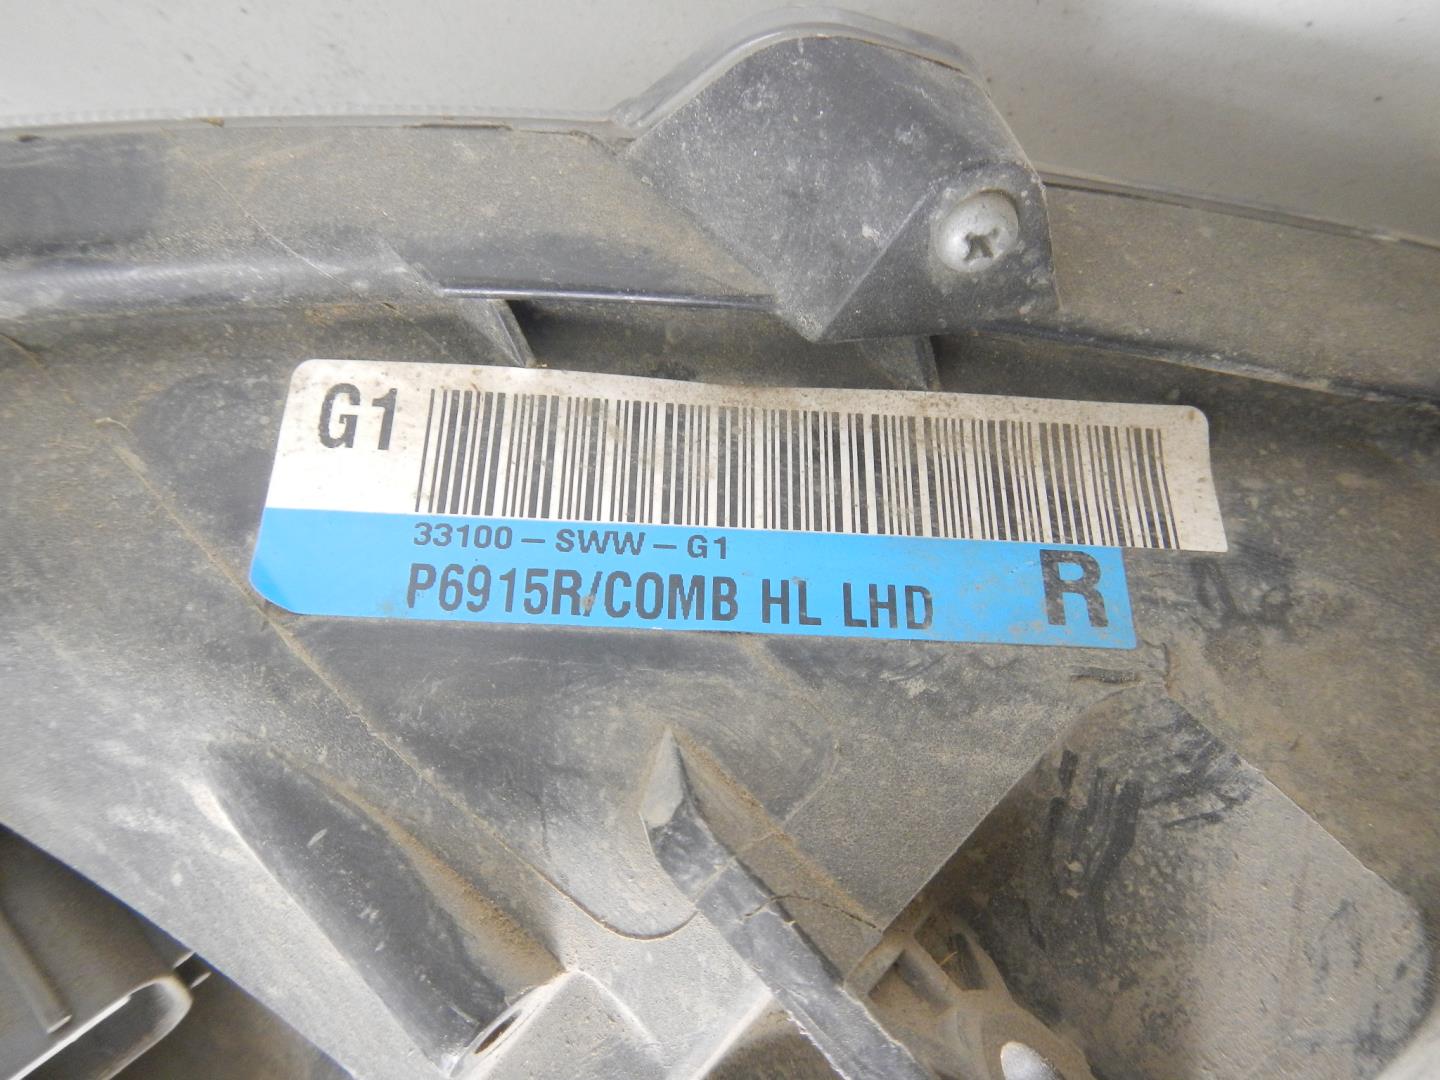 G1
33100-SWW-G1
P6915R/COMB HL LHD R